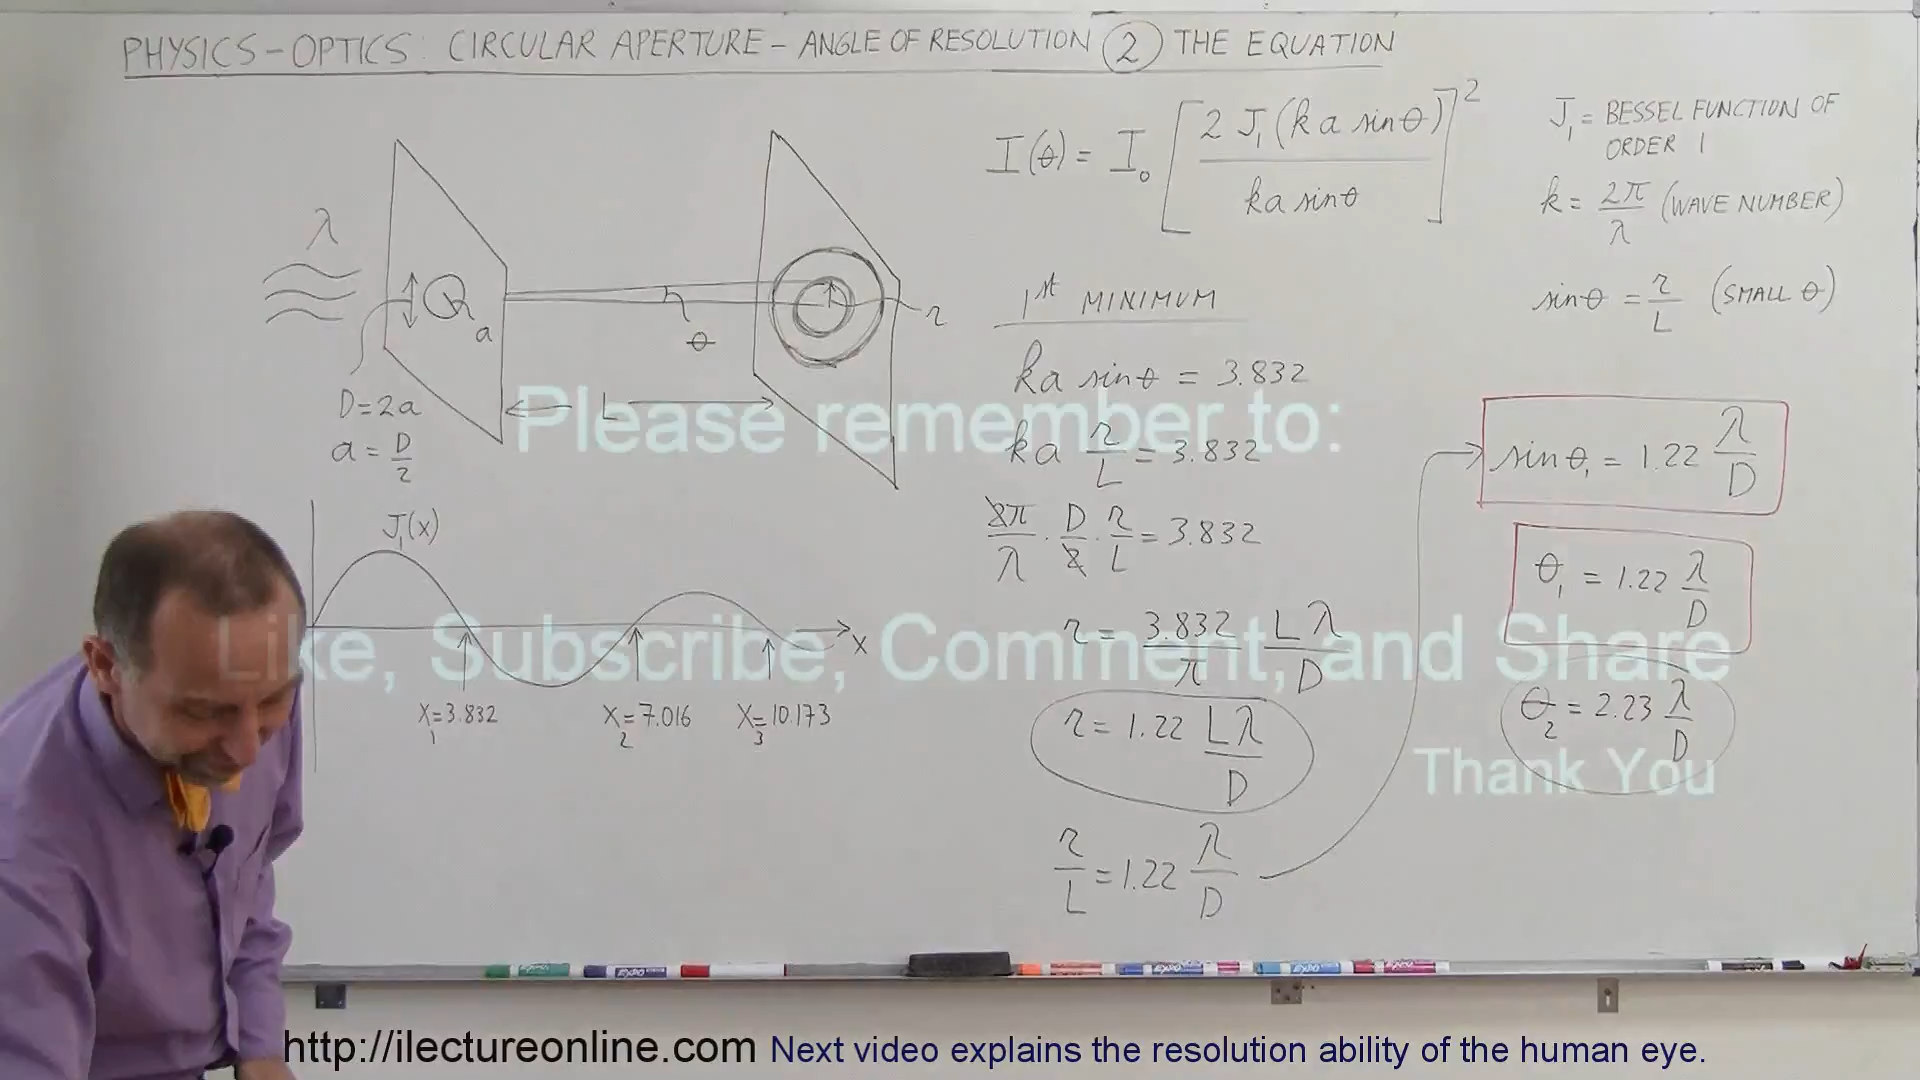 PHYSICS - OPTICS: CIRCULAR APERTURE - ANGLE OF RESOLUTION 2 THE EQUATION
λ
a
D=2a
a = D/2
L
θ
r
J₁(x)
x
x₁=3.832
x₂=7.016
x₃=10.173
I(θ) = I₀ [2 J₁(ka sinθ) / ka sinθ]²
1st MINIMUM
ka sinθ = 3.832
ka r/L = 3.832
2π/λ · D/2 · r/L = 3.832
r = 3.832/π Lλ/D
r = 1.22 Lλ/D
r/L = 1.22 λ/D
J₁ = BESSEL FUNCTION OF
ORDER 1
k = 2π/λ (WAVE NUMBER)
sinθ = r/L (SMALL θ)
sinθ₁ = 1.22 λ/D
θ₁ = 1.22 λ/D
θ₂ = 2.23 λ/D
Please remember to:
Like, Subscribe, Comment, and Share
Thank You
http://ilectureonline.com Next video explains the resolution ability of the human eye.